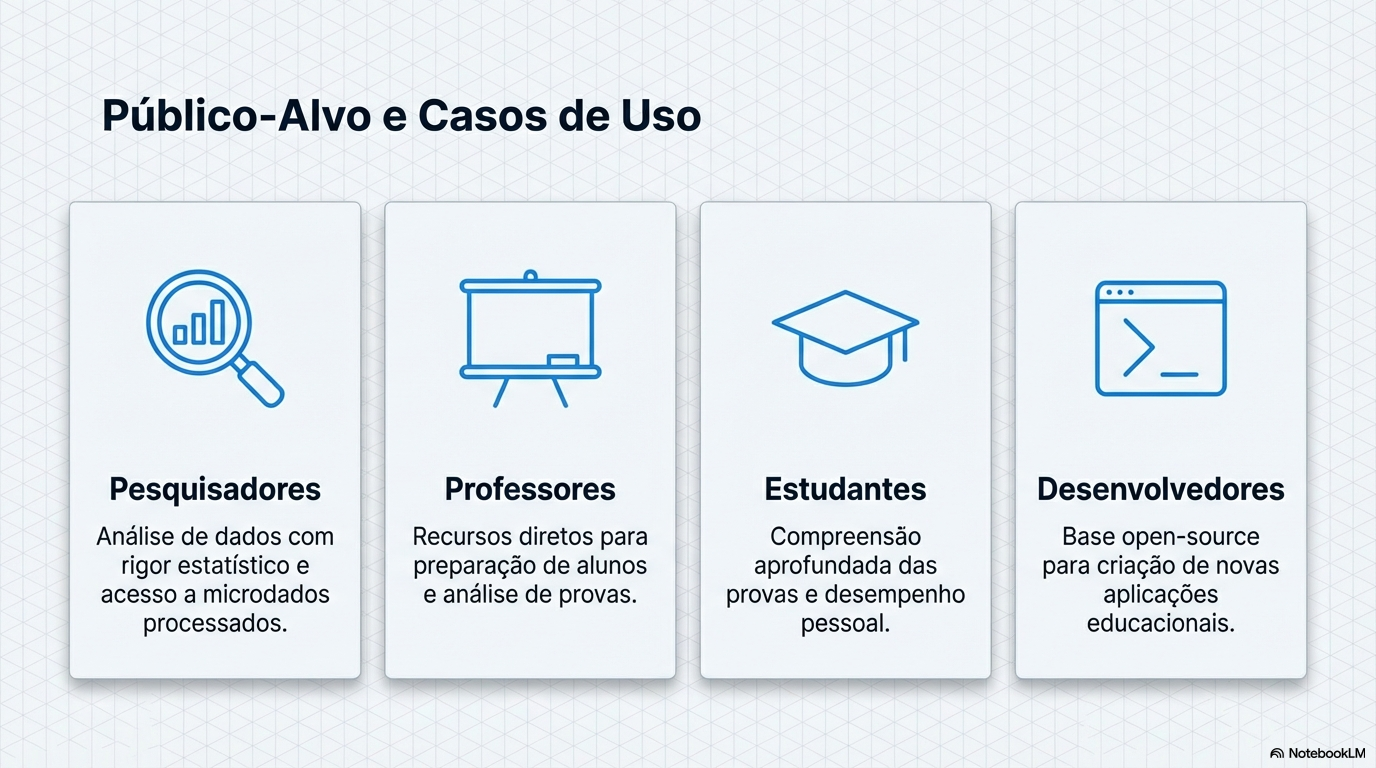 Público-Alvo e Casos de Uso
Pesquisadores
Análise de dados com
rigor estatístico e
acesso a microdados
processados.
Professores
Recursos diretos para
preparação de alunos
e análise de provas.
Estudantes
Compreensão
aprofundada das
provas e desempenho
pessoal.
Desenvolvedores
Base open-source
para criação de novas
aplicações
educacionais.
NotebookLM